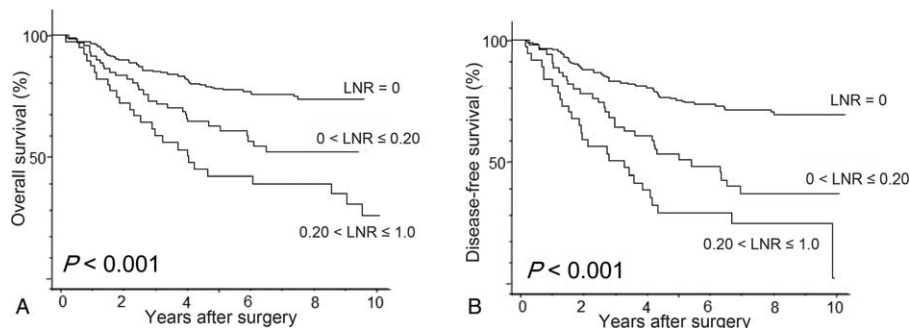 100
50
Overall survival (%)
LNR = 0
0 < LNR ≤ 0.20
0.20 < LNR ≤ 1.0
P < 0.001
A
0 2 4 6 8 10
Years after surgery
100
50
Disease-free survival (%)
LNR = 0
0 < LNR ≤ 0.20
0.20 < LNR ≤ 1.0
P < 0.001
B
0 2 4 6 8 10
Years after surgery